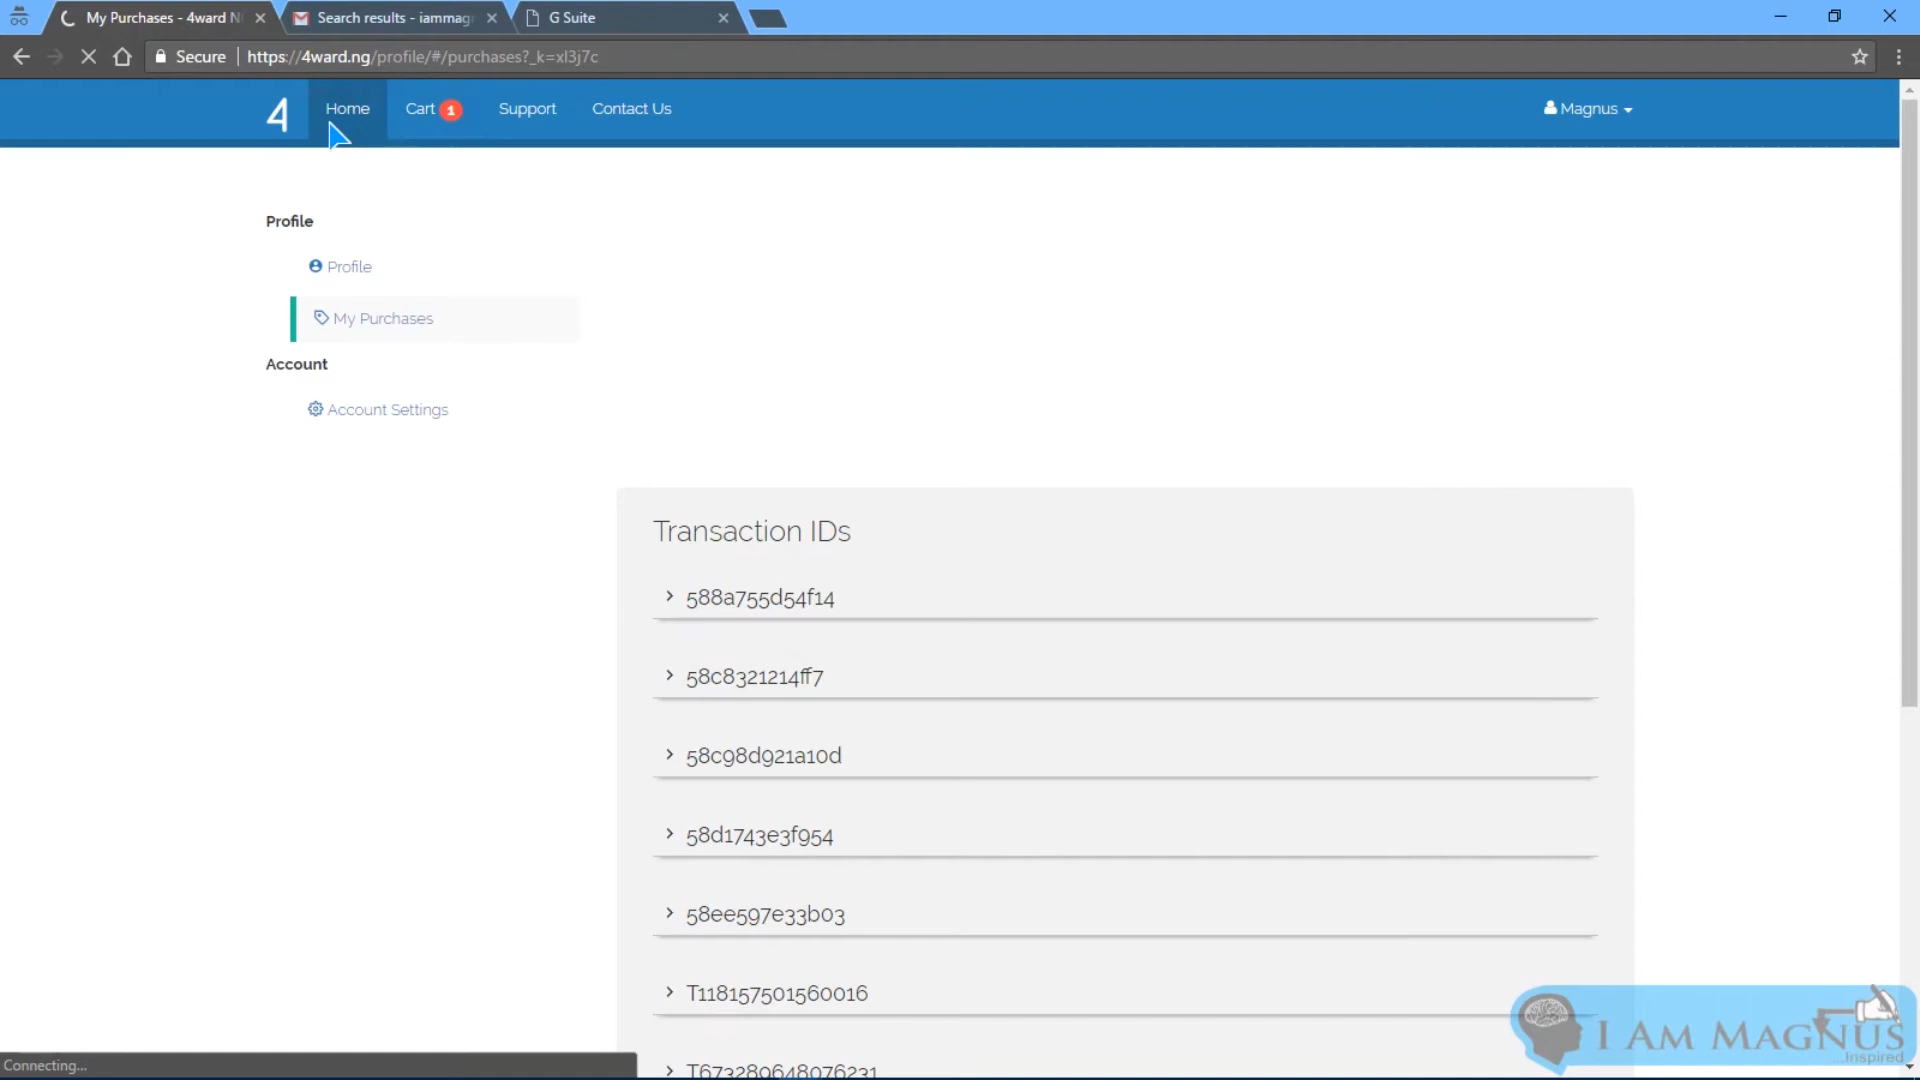 My Purchases - 4ward N
Search results - iammag
G Suite
Secure
https://4ward.ng/profile/#/purchases?_k=xl3j7c
4
Home
Cart 1
Support
Contact Us
Magnus
Profile
Profile
My Purchases
Account
Account Settings
Transaction IDs
588a755d54f14
58c8321214ff7
58c98d921a10d
58d1743e3f954
58ee597e33b03
T118157501560016
T673289648076231
Connecting...
I AM MAGNUS
...Inspired